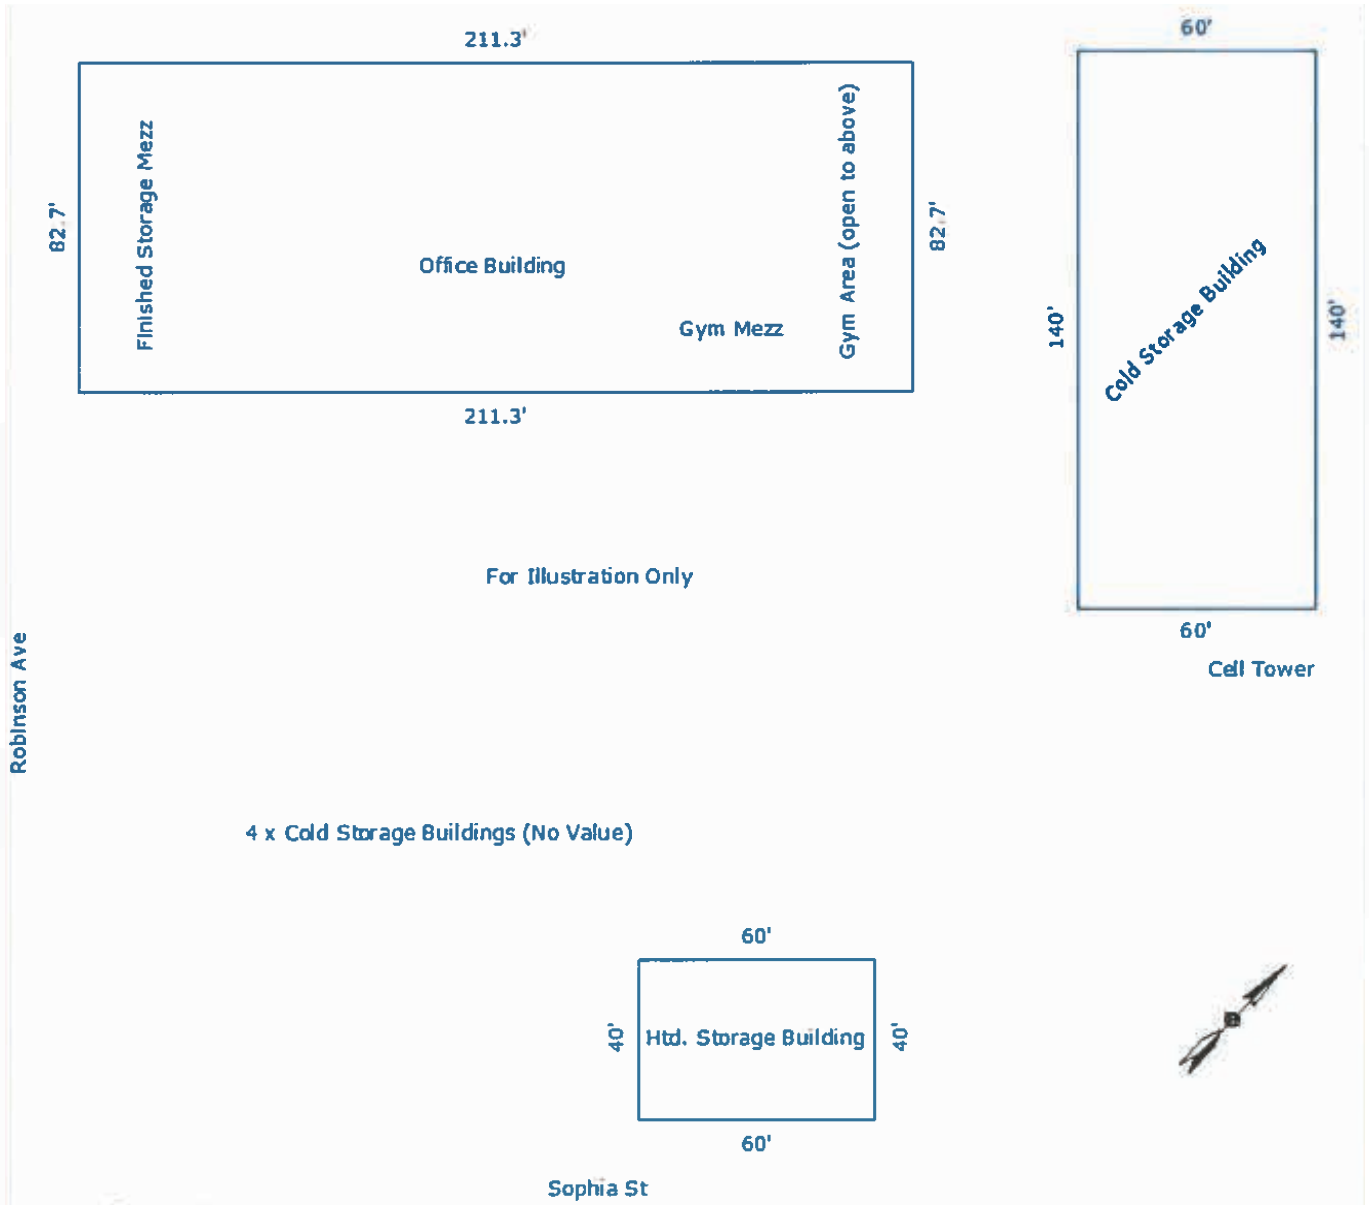 211.3'
60'
Finished Storage Mezz
82.7'
Office Building
Gym Mezz
Gym Area (open to above)
82.7'
140'
Cold Storage Building
140'
211.3'
For Illustration Only
60'
Cell Tower
Robinson Ave
4 x Cold Storage Buildings (No Value)
60'
40'
Htd. Storage Building
40'
60'
Sophia St